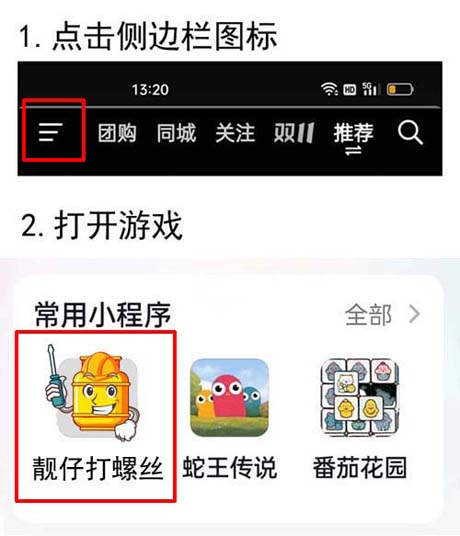 1.点击侧边栏图标
13:20 HD 5G
团购 同城 关注 双11 推荐
2.打开游戏
常用小程序 全部 >
靓仔打螺丝 蛇王传说 番茄花园